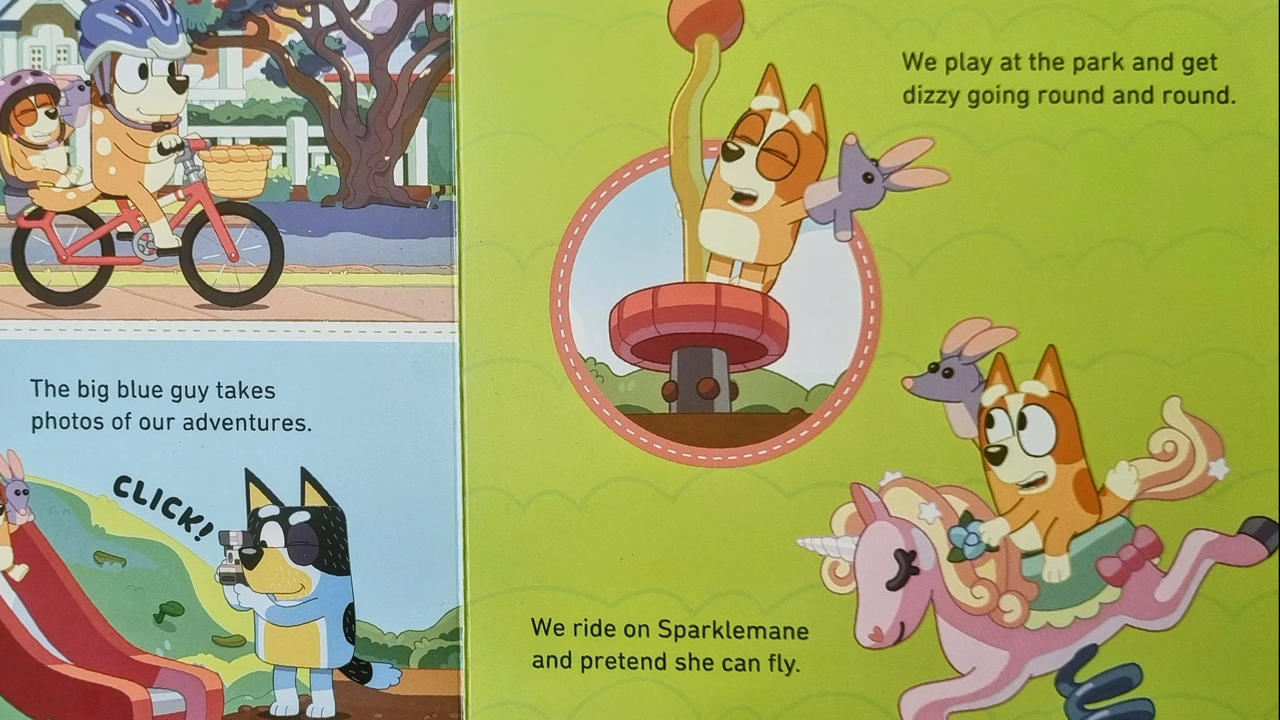 The big blue guy takes
photos of our adventures.
CLICK!
We play at the park and get
dizzy going round and round.
We ride on Sparklemane
and pretend she can fly.